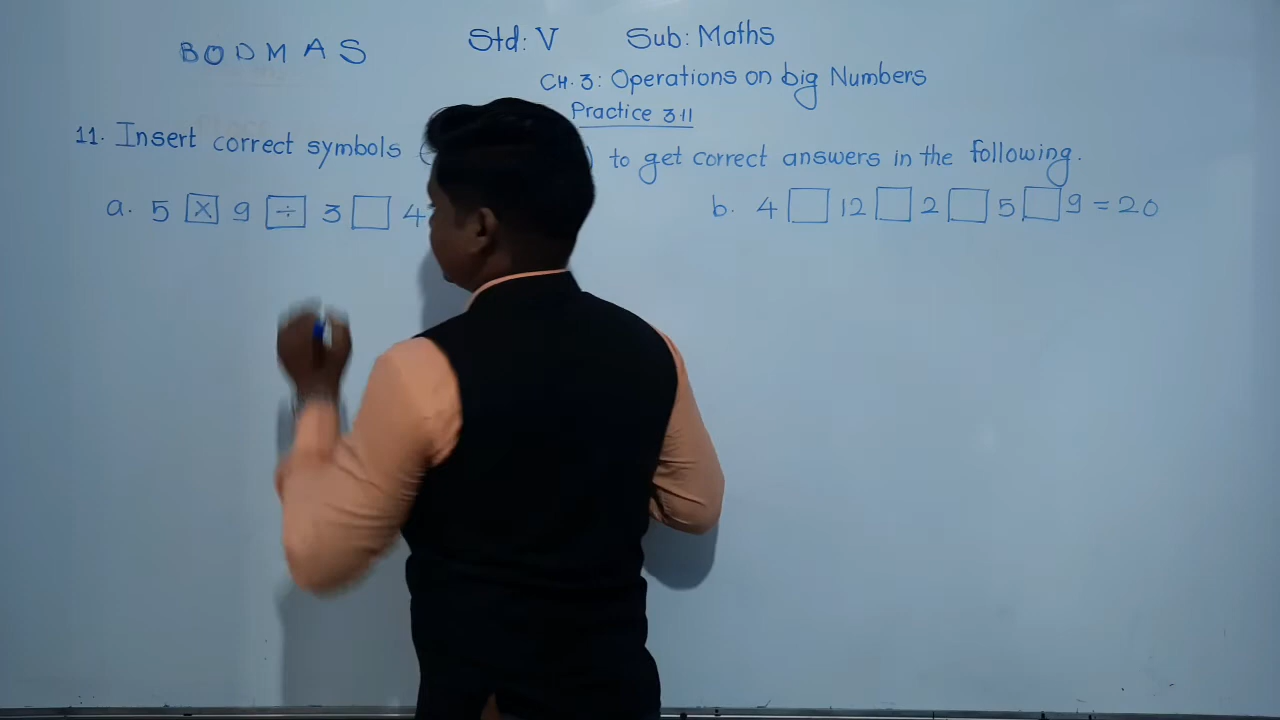 BODMAS Std: V Sub: Maths
CH. 3: Operations on big Numbers
Practice 3.11
11. Insert correct symbols ( ) to get correct answers in the following.
a. 5 × 9 ÷ 3 □ 4
b. 4 □ 12 □ 2 □ 5 □ 9 = 20